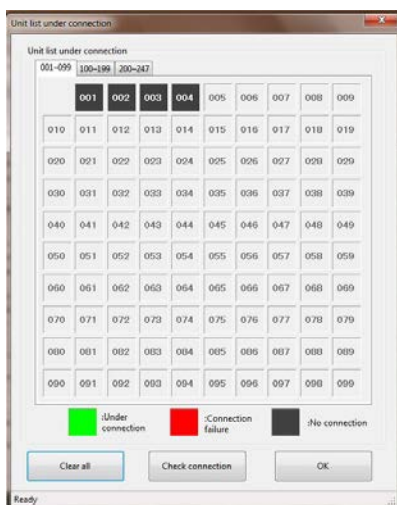 Unit list under connection
Unit list under connection
001-099 100-199 200-247
001 002 003 004 005 006 007 008 009
010 011 012 013 014 015 016 017 018 019
020 021 022 023 024 025 026 027 028 029
030 031 032 033 034 035 036 037 038 039
040 041 042 043 044 045 046 047 048 049
050 051 052 053 054 055 056 057 058 059
060 061 062 063 064 065 066 067 068 069
070 071 072 073 074 075 076 077 078 079
080 081 082 083 084 085 086 087 088 089
090 091 092 093 094 095 096 097 098 099
:Under connection :Connection failure :No connection
Clear all Check connection OK
Ready